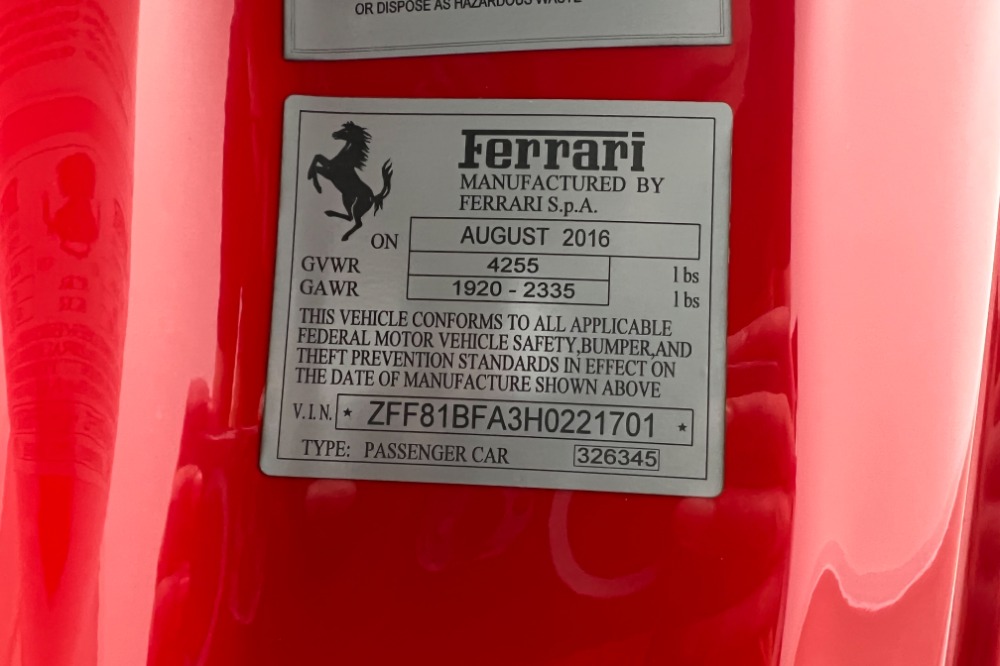 OR DISPOSE AS HAZARDOUS WASTE
Ferrari
MANUFACTURED BY
FERRARI S.p.A.
ON AUGUST 2016
GVWR 4255 lbs
GAWR 1920 - 2335 lbs
THIS VEHICLE CONFORMS TO ALL APPLICABLE
FEDERAL MOTOR VEHICLE SAFETY,BUMPER,AND
THEFT PREVENTION STANDARDS IN EFFECT ON
THE DATE OF MANUFACTURE SHOWN ABOVE
V.I.N. * ZFF81BFA3H0221701 *
TYPE: PASSENGER CAR 326345